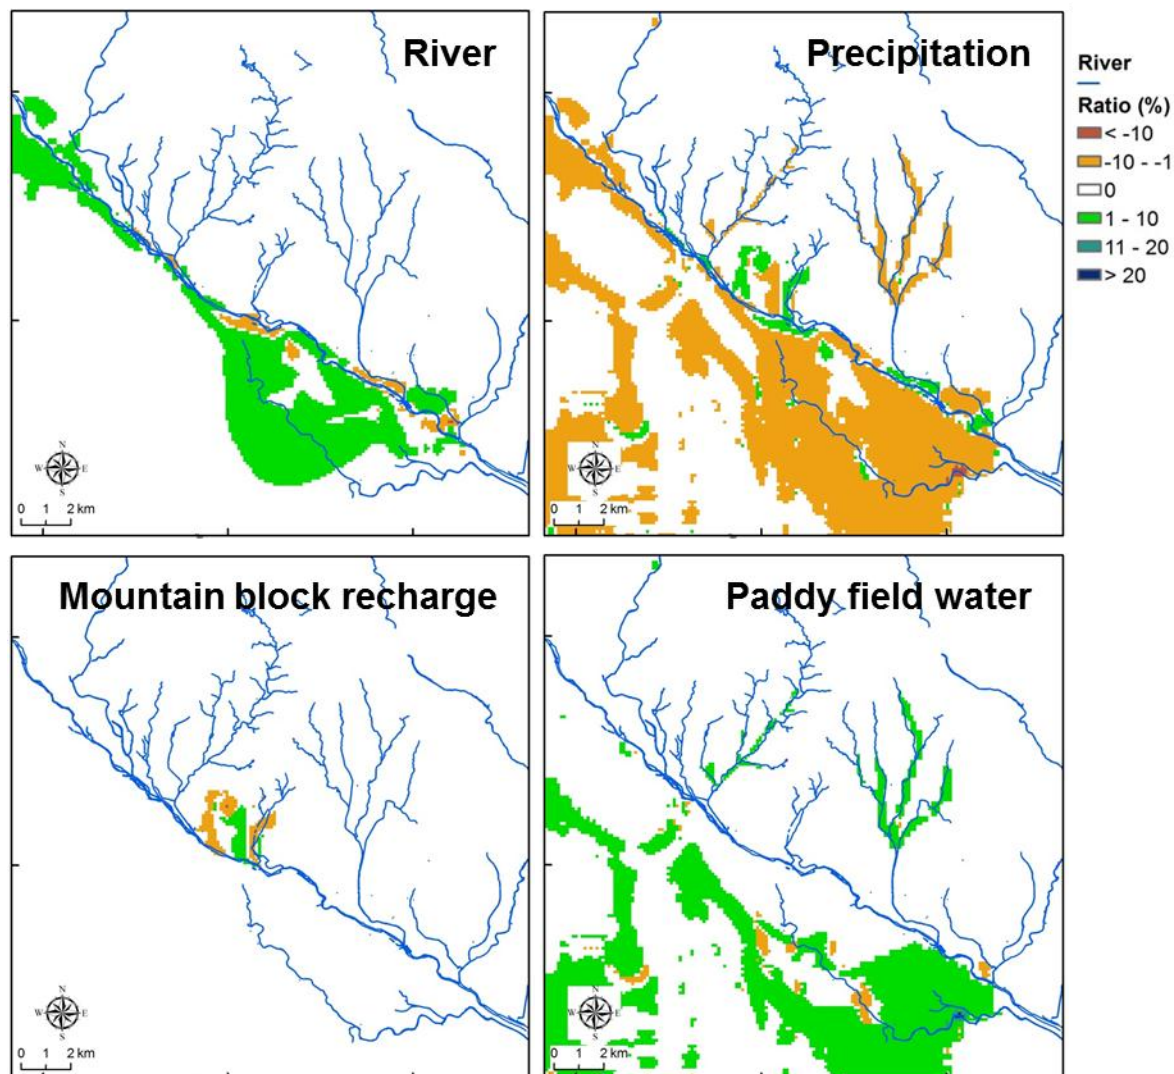 River
Precipitation
River
Ratio (%)
< -10
-10 - -1
0
1 - 10
11 - 20
> 20
N
W E
S
0 1 2 km
N
W E
S
0 1 2 km
Mountain block recharge
Paddy field water
N
W E
S
0 1 2 km
N
W E
S
0 1 2 km